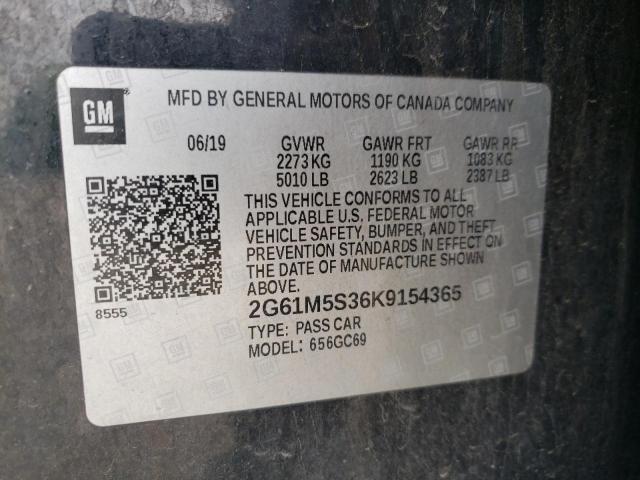 GM
MFD BY GENERAL MOTORS OF CANADA COMPANY
06/19 GVWR GAWR FRT GAWR RR
2273 KG 1190 KG 1083 KG
5010 LB 2623 LB 2387 LB
THIS VEHICLE CONFORMS TO ALL
APPLICABLE U.S. FEDERAL MOTOR
VEHICLE SAFETY, BUMPER, AND THEFT
PREVENTION STANDARDS IN EFFECT ON
THE DATE OF MANUFACTURE SHOWN
ABOVE.
8555
2G61M5S36K9154365
TYPE: PASS CAR
MODEL: 656GC69